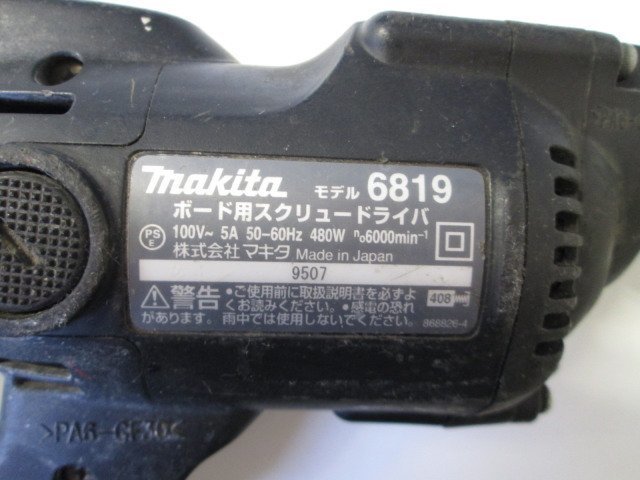 makita モデル 6819
ボード用スクリュードライバ
PSE 100V~ 5A 50-60Hz 480W n₀6000min⁻¹
株式会社マキタ Made in Japan
9507
警告 ●ご使用前に取扱説明書を必ずよ
くお読みください。●感電の恐れ
があります。雨中では使用しないでください。
408
868826-4
>PA6-GF30<